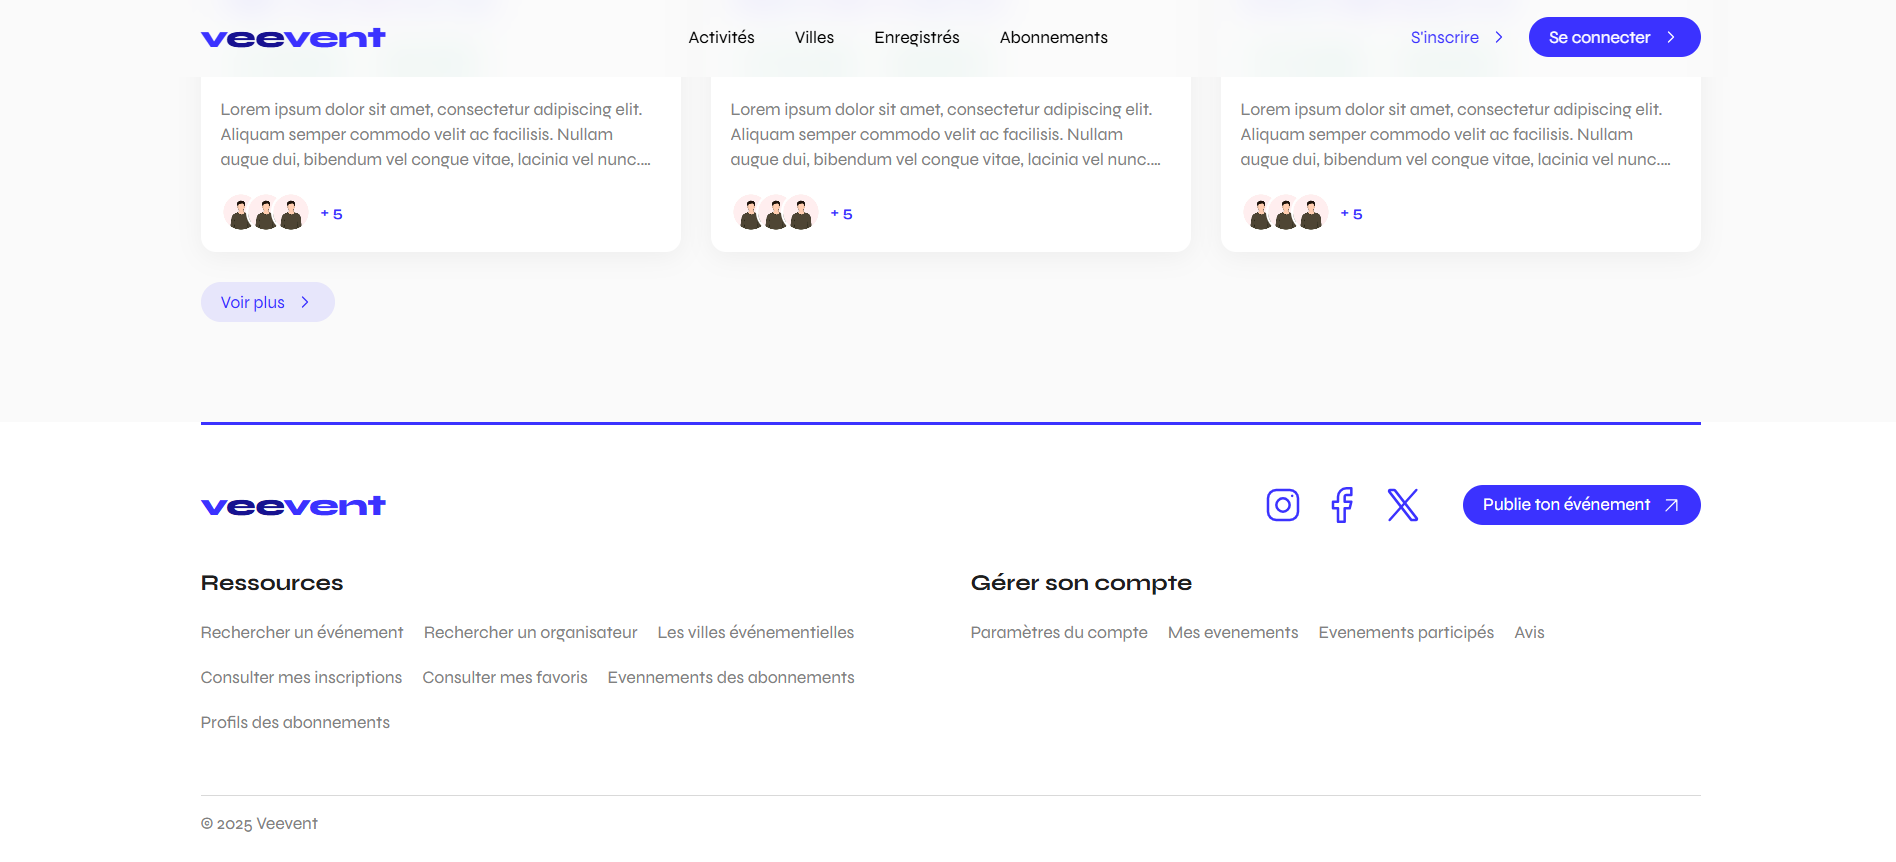 veevent
Activités Villes Enregistrés Abonnements
S'inscrire
Se connecter
Lorem ipsum dolor sit amet, consectetur adipiscing elit.
Aliquam semper commodo velit ac facilisis. Nullam
augue dui, bibendum vel congue vitae, lacinia vel nunc....
+ 5
Lorem ipsum dolor sit amet, consectetur adipiscing elit.
Aliquam semper commodo velit ac facilisis. Nullam
augue dui, bibendum vel congue vitae, lacinia vel nunc....
+ 5
Lorem ipsum dolor sit amet, consectetur adipiscing elit.
Aliquam semper commodo velit ac facilisis. Nullam
augue dui, bibendum vel congue vitae, lacinia vel nunc....
+ 5
Voir plus
veevent
Publie ton événement
Ressources
Rechercher un événement Rechercher un organisateur Les villes événementielles
Consulter mes inscriptions Consulter mes favoris Evennements des abonnements
Profils des abonnements
Gérer son compte
Paramètres du compte Mes evenements Evenements participés Avis
© 2025 Veevent